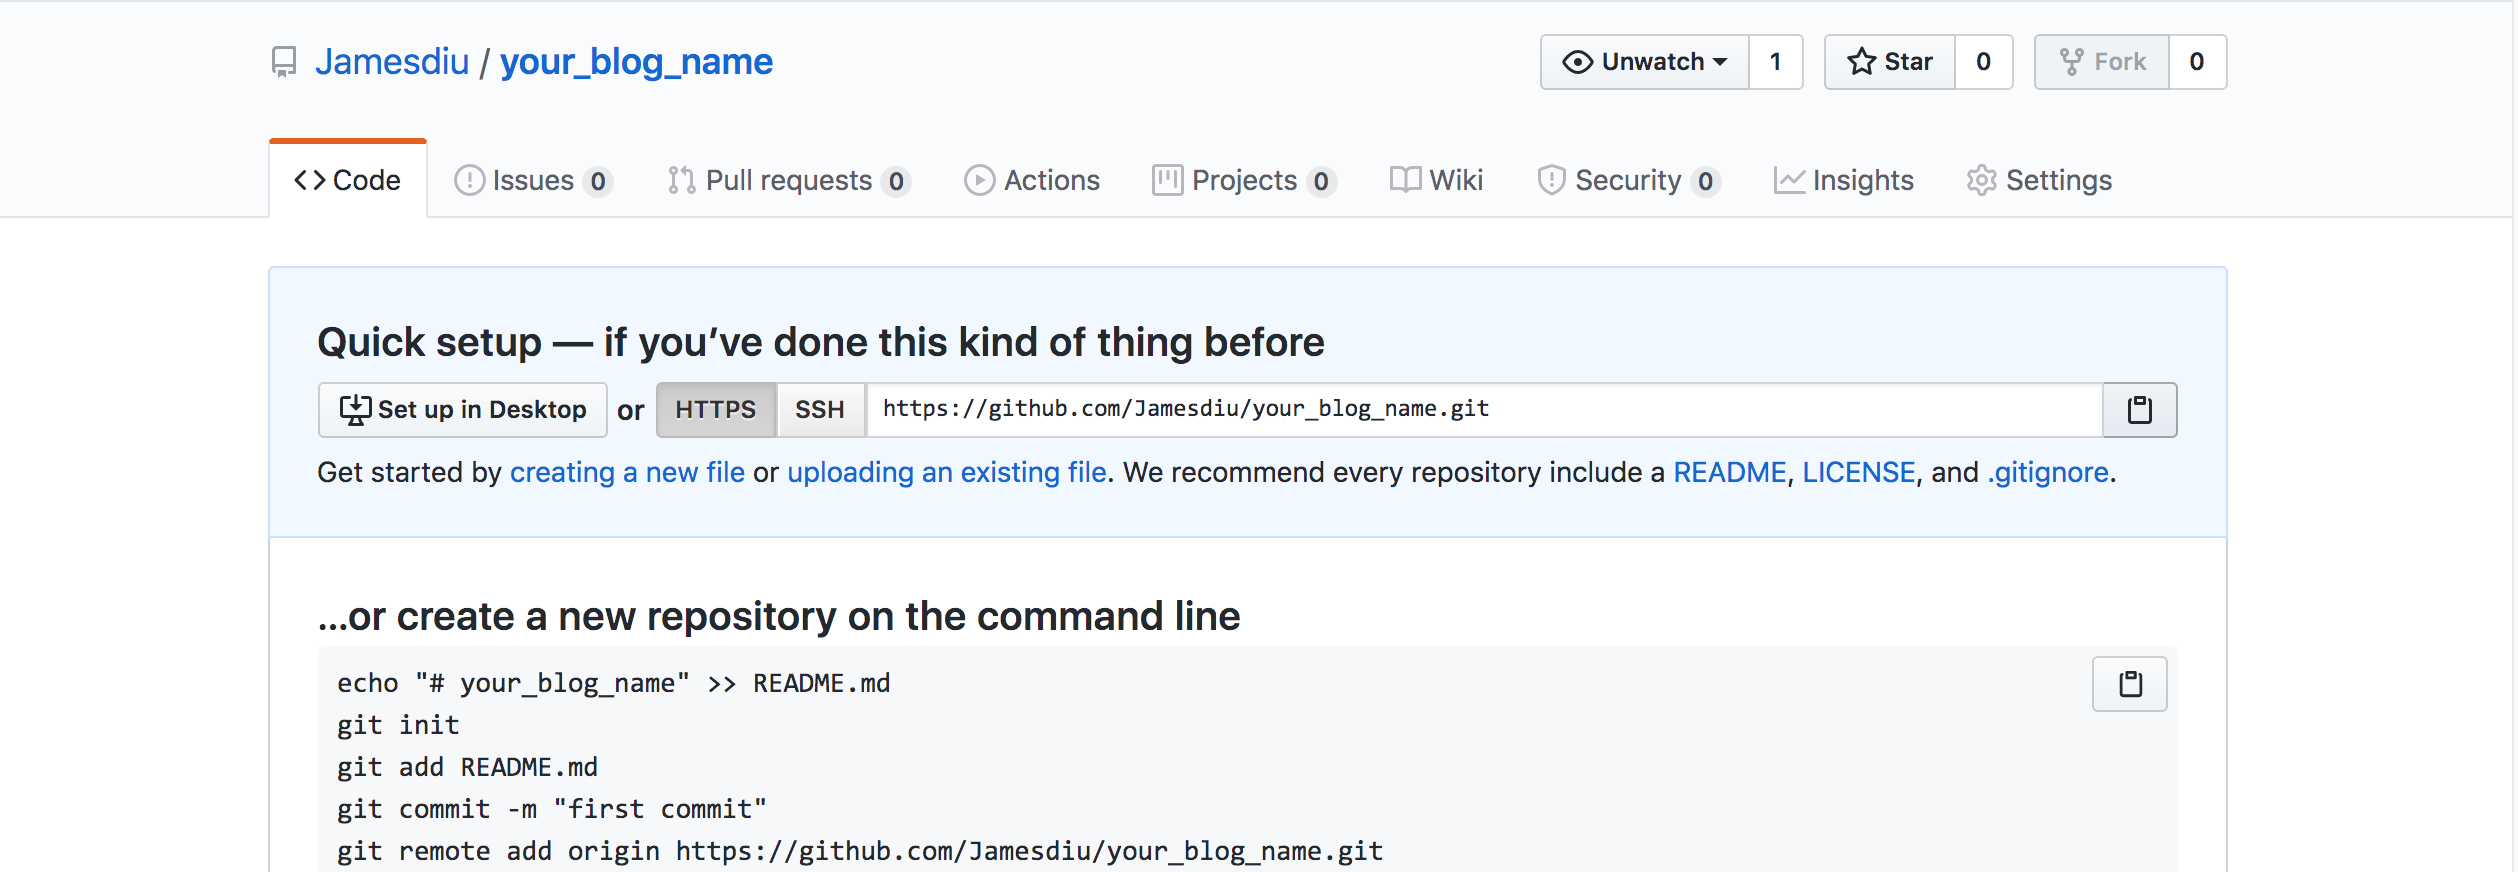 Jamesdiu / your_blog_name
Unwatch 1 Star 0 Fork 0
Code Issues 0 Pull requests 0 Actions Projects 0 Wiki Security 0 Insights Settings
Quick setup — if you’ve done this kind of thing before
Set up in Desktop or HTTPS SSH https://github.com/Jamesdiu/your_blog_name.git
Get started by creating a new file or uploading an existing file. We recommend every repository include a README, LICENSE, and .gitignore.
…or create a new repository on the command line
echo "# your_blog_name" >> README.md
git init
git add README.md
git commit -m "first commit"
git remote add origin https://github.com/Jamesdiu/your_blog_name.git